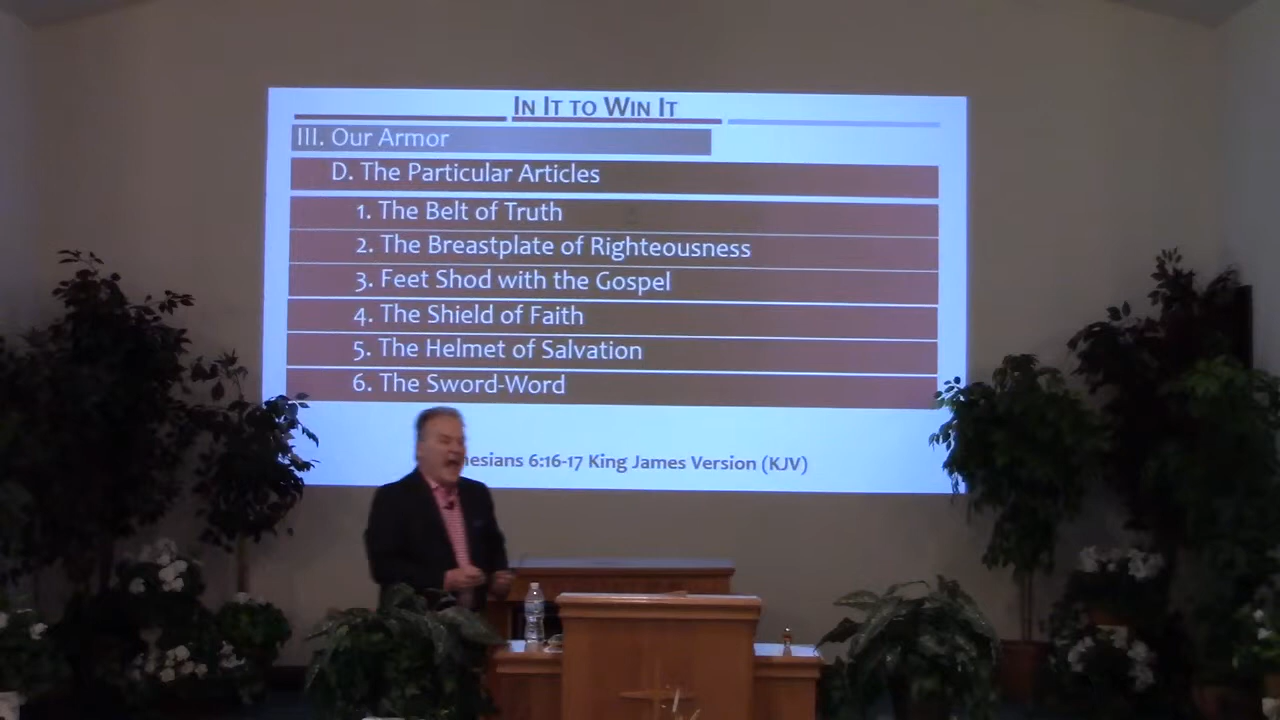 IN IT TO WIN IT
III. Our Armor
D. The Particular Articles
1. The Belt of Truth
2. The Breastplate of Righteousness
3. Feet Shod with the Gospel
4. The Shield of Faith
5. The Helmet of Salvation
6. The Sword-Word
6:16-17 King James Version (KJV)